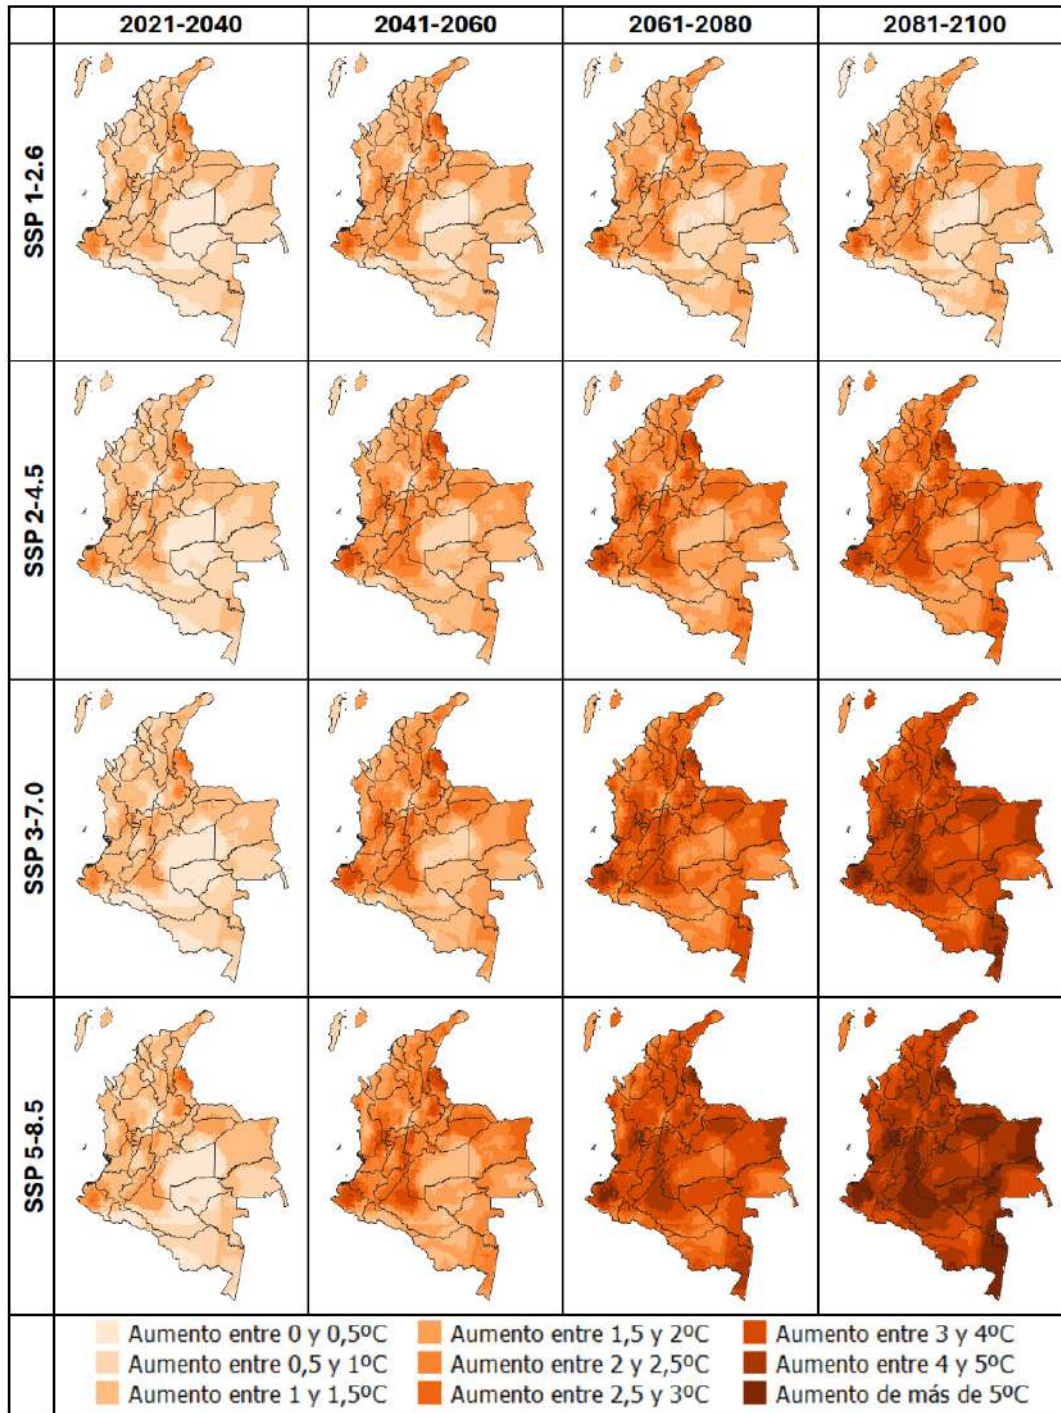 2021-2040 2041-2060 2061-2080 2081-2100
SSP 1-2.6
SSP 2-4.5
SSP 3-7.0
SSP 5-8.5
Aumento entre 0 y 0,5ºC Aumento entre 1,5 y 2ºC Aumento entre 3 y 4ºC
Aumento entre 0,5 y 1ºC Aumento entre 2 y 2,5ºC Aumento entre 4 y 5ºC
Aumento entre 1 y 1,5ºC Aumento entre 2,5 y 3ºC Aumento de más de 5ºC